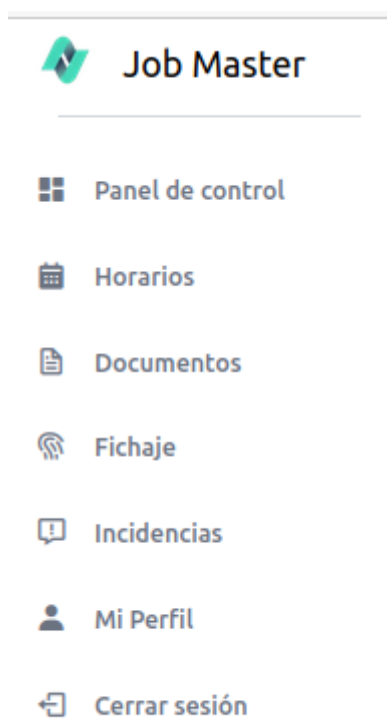 Job Master
Panel de control
Horarios
Documentos
Fichaje
Incidencias
Mi Perfil
Cerrar sesión